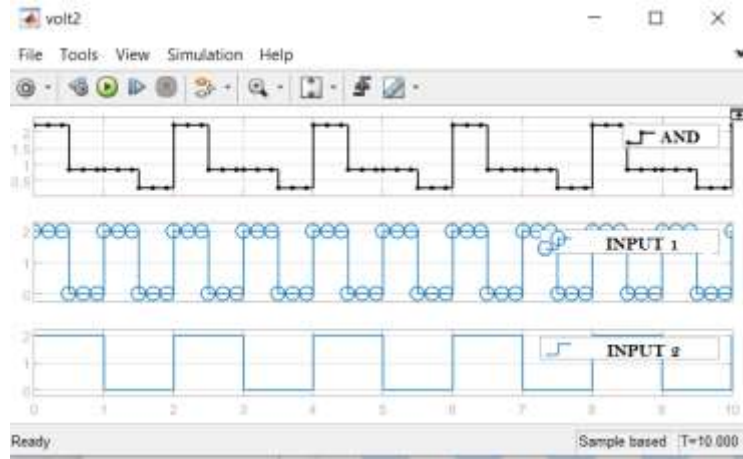 volt2
File Tools View Simulation Help
AND
2
1.5
1
0.5
INPUT 1
2
1
0
INPUT 2
2
1
0
0 1 2 3 4 5 6 7 8 9 10
Ready Sample based T=10.000